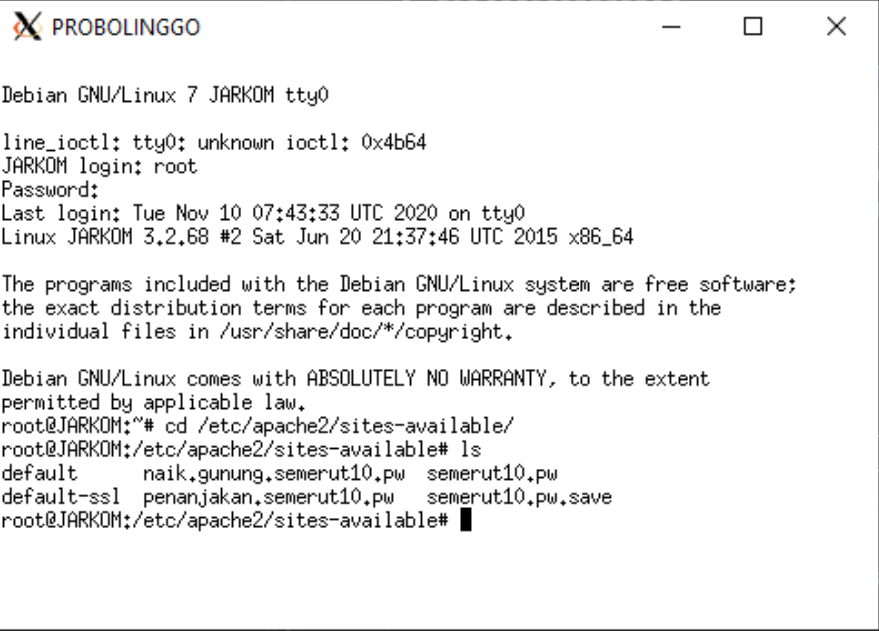 PROBOLINGGO
Debian GNU/Linux 7 JARKOM tty0
line_ioctl: tty0: unknown ioctl: 0x4b64
JARKOM login: root
Password:
Last login: Tue Nov 10 07:43:33 UTC 2020 on tty0
Linux JARKOM 3.2.68 #2 Sat Jun 20 21:37:46 UTC 2015 x86_64
The programs included with the Debian GNU/Linux system are free software;
the exact distribution terms for each program are described in the
individual files in /usr/share/doc/*/copyright.
Debian GNU/Linux comes with ABSOLUTELY NO WARRANTY, to the extent
permitted by applicable law.
root@JARKOM:~# cd /etc/apache2/sites-available/
root@JARKOM:/etc/apache2/sites-available# ls
default      naik.gunung.semerut10.pw  semerut10.pw
default-ssl  penanjakan.semerut10.pw   semerut10.pw.save
root@JARKOM:/etc/apache2/sites-available#